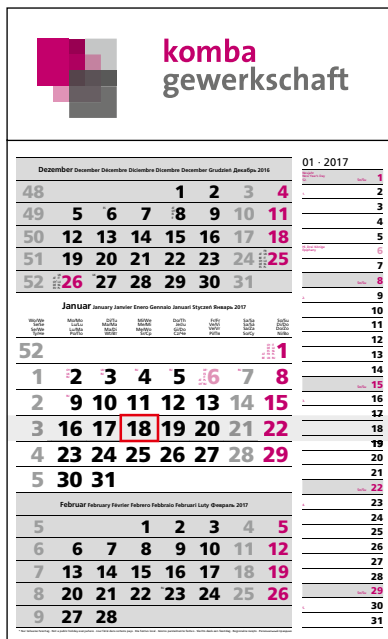 komba
gewerkschaft
Dezember December Décembre Diciembre Dicembre December Grudzień Декабрь 2016
48 1 2 3 4
49 5 6 7 8 9 10 11
50 12 13 14 15 16 17 18
51 19 20 21 22 23 24 25
52 26 27 28 29 30 31
Januar January Janvier Enero Gennaio Januari Styczeń Январь 2017
52 1
1 2 3 4 5 6 7 8
2 9 10 11 12 13 14 15
3 16 17 18 19 20 21 22
4 23 24 25 26 27 28 29
5 30 31
Februar February Février Febrero Febbraio Februari Luty Февраль 2017
5 1 2 3 4 5
6 6 7 8 9 10 11 12
7 13 14 15 16 17 18 19
8 20 21 22 23 24 25 26
9 27 28
01 · 2017
1
2
3
4
5
6
7
8
9
10
11
12
13
14
15
16
17
18
19
20
21
22
23
24
25
26
27
28
29
30
31